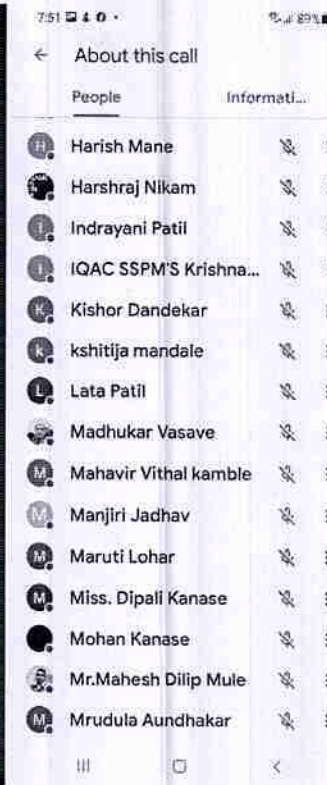 7:51
89%
About this call
People Informati...
H Harish Mane
Harshraj Nikam
I Indrayani Patil
I IQAC SSPM'S Krishna...
K Kishor Dandekar
k kshitija mandale
L Lata Patil
Madhukar Vasave
M Mahavir Vithal kamble
M Manjiri Jadhav
M Maruti Lohar
M Miss. Dipali Kanase
Mohan Kanase
Mr.Mahesh Dilip Mule
M Mrudula Aundhakar